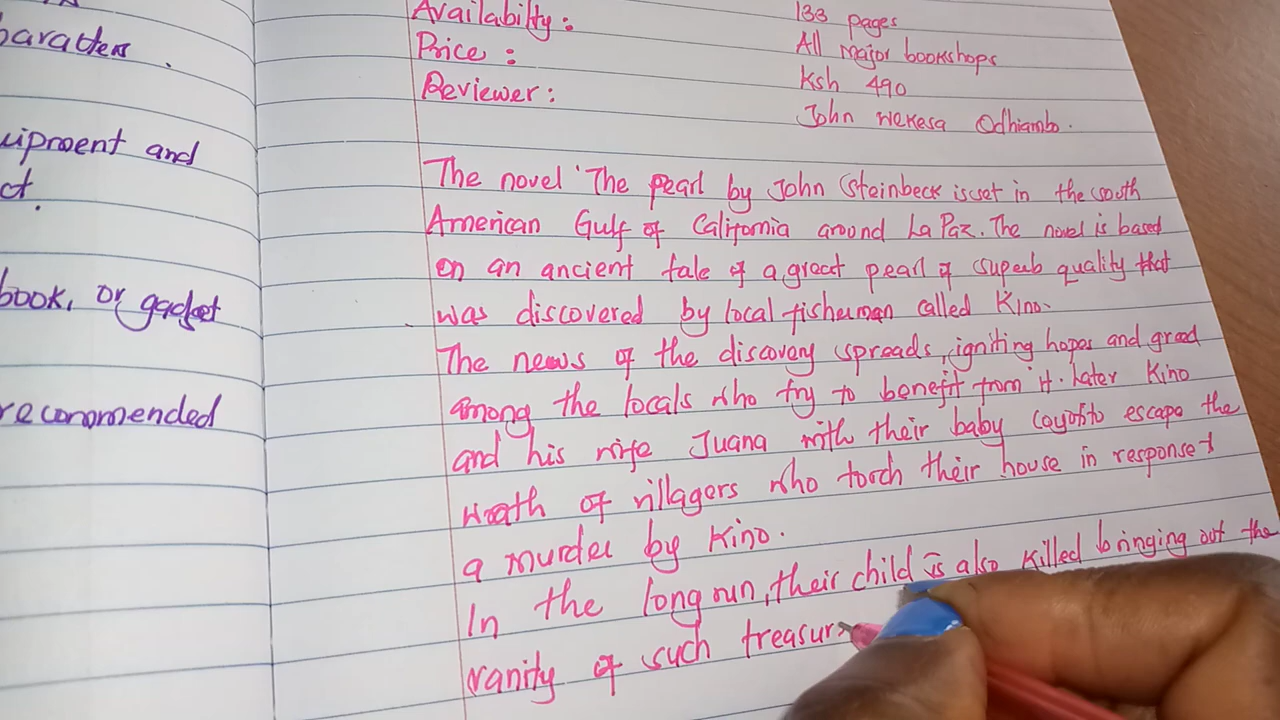 haracters.
uipment and
ct.
book, or gadget
recommended
Availabilty:
Price:
Reviewer:
133 pages
All major bookshops
Ksh 490
John Wekesa Odhiambo.
The novel 'The pearl by John Steinbeck is set in the south
American Gulf of California around La Paz. The novel is based
on an ancient tale of a great pearl of superb quality that
was discovered by local fisherman called Kino.
The news of the discovery spreads, igniting hopes and greed
among the locals who try to benefit from it. Later Kino
and his wife Juana with their baby Coyotito escape the
wrath of villagers who torch their house in response t
a murder by Kino.
In the long run, their child is also killed bringing out the
vanity of such treasur